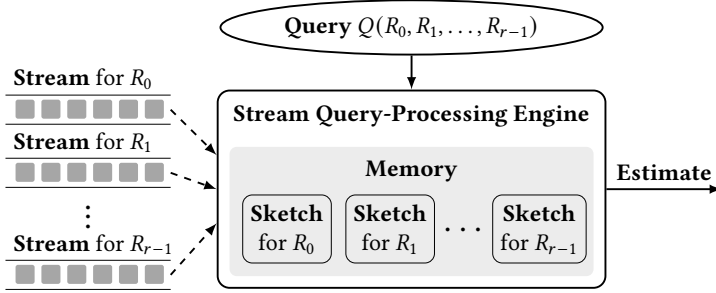 Query Q(R₀, R₁, . . . , Rᵣ₋₁)
Stream for R₀
Stream for R₁
⋮
Stream for Rᵣ₋₁
Stream Query-Processing Engine
Memory
Sketch for R₀
Sketch for R₁
· · ·
Sketch for Rᵣ₋₁
Estimate